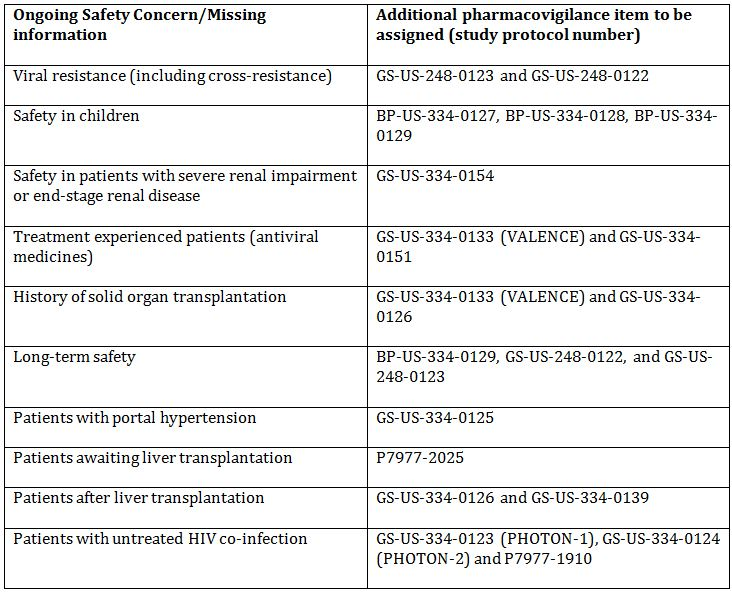 Ongoing Safety Concern/Missing
information
Additional pharmacovigilance item to be
assigned (study protocol number)
Viral resistance (including cross-resistance)
GS-US-248-0123 and GS-US-248-0122
Safety in children
BP-US-334-0127, BP-US-334-0128, BP-US-334-
0129
Safety in patients with severe renal impairment
or end-stage renal disease
GS-US-334-0154
Treatment experienced patients (antiviral
medicines)
GS-US-334-0133 (VALENCE) and GS-US-334-
0151
History of solid organ transplantation
GS-US-334-0133 (VALENCE) and GS-US-334-
0126
Long-term safety
BP-US-334-0129, GS-US-248-0122, and GS-US-
248-0123
Patients with portal hypertension
GS-US-334-0125
Patients awaiting liver transplantation
P7977-2025
Patients after liver transplantation
GS-US-334-0126 and GS-US-334-0139
Patients with untreated HIV co-infection
GS-US-334-0123 (PHOTON-1), GS-US-334-0124
(PHOTON-2) and P7977-1910